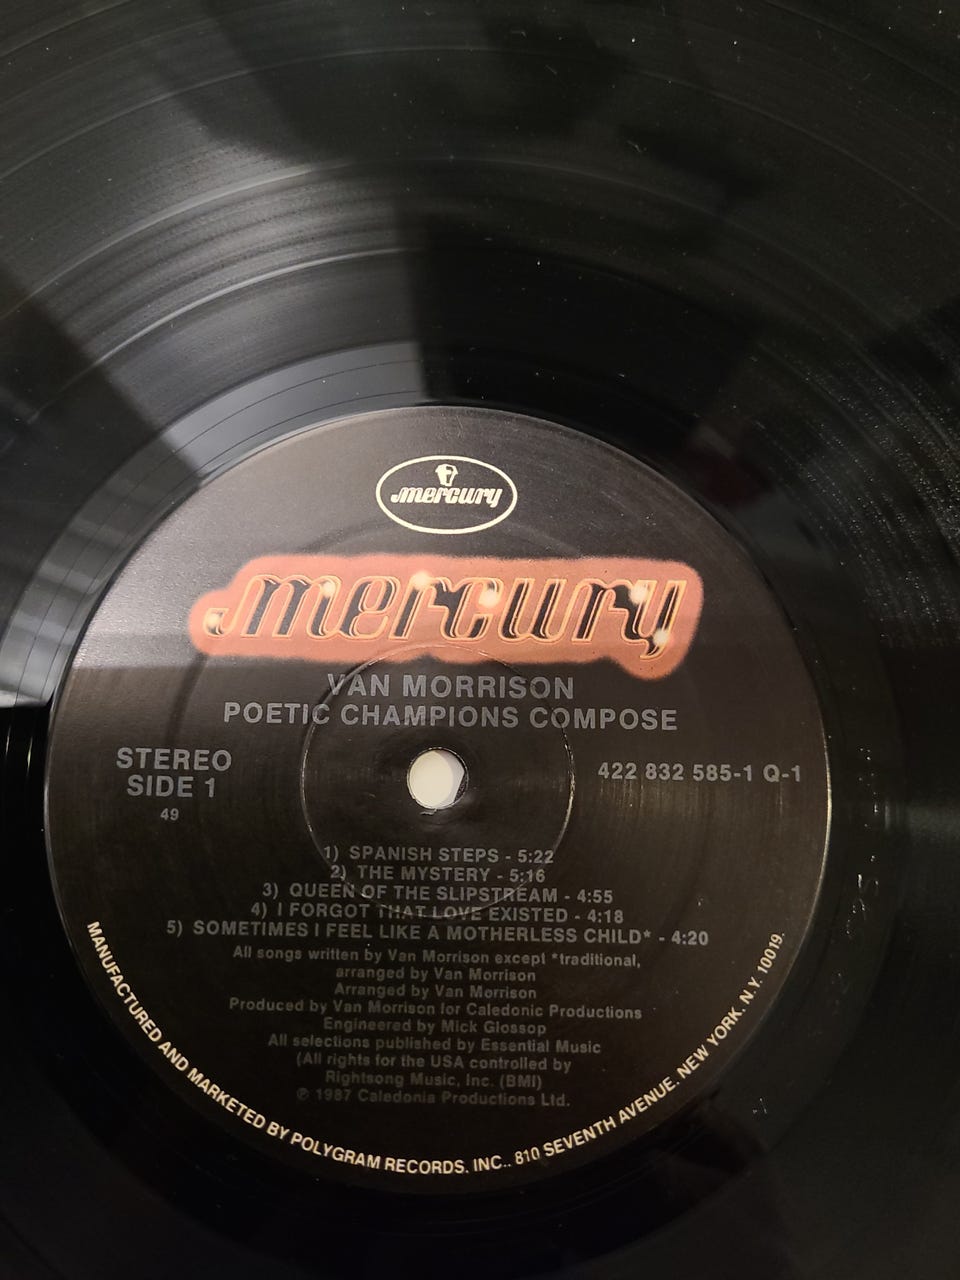 mercury
mercury
VAN MORRISON
POETIC CHAMPIONS COMPOSE
STEREO
SIDE 1
49
422 832 585-1 Q-1
1) SPANISH STEPS - 5:22
2) THE MYSTERY - 5:16
3) QUEEN OF THE SLIPSTREAM - 4:55
4) I FORGOT THAT LOVE EXISTED - 4:18
5) SOMETIMES I FEEL LIKE A MOTHERLESS CHILD* - 4:20
All songs written by Van Morrison except *traditional,
arranged by Van Morrison
Arranged by Van Morrison
Produced by Van Morrison for Caledonic Productions
Engineered by Mick Glossop
All selections published by Essential Music
(All rights for the USA controlled by
Rightsong Music, Inc. (BMI)
℗ 1987 Caledonia Productions Ltd.
MANUFACTURED AND MARKETED BY POLYGRAM RECORDS, INC., 810 SEVENTH AVENUE. NEW YORK. N.Y. 10019.